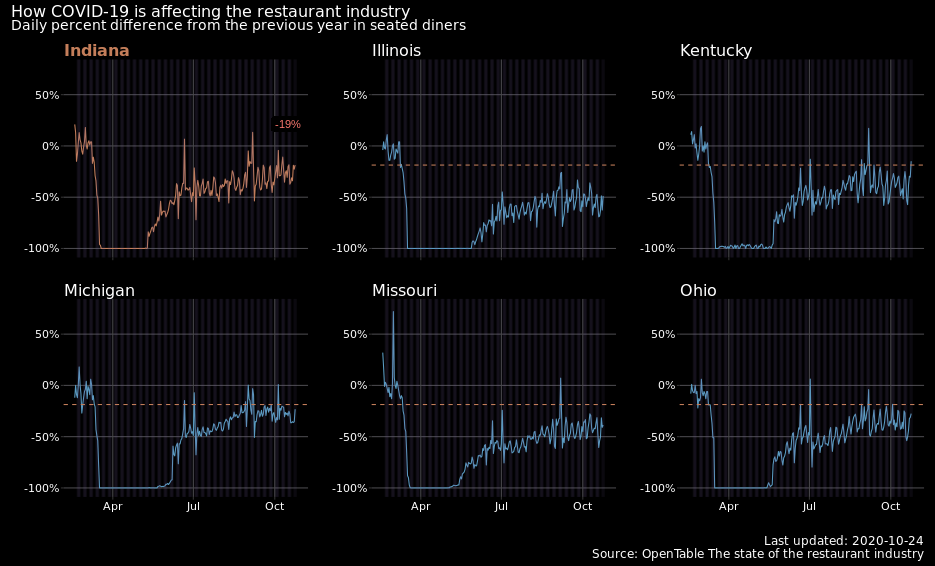 How COVID-19 is affecting the restaurant industry
Daily percent difference from the previous year in seated diners
Indiana
Illinois
Kentucky
50%
0%
-50%
-100%
-19%
50%
0%
-50%
-100%
50%
0%
-50%
-100%
Michigan
Missouri
Ohio
50%
0%
-50%
-100%
50%
0%
-50%
-100%
50%
0%
-50%
-100%
Apr Jul Oct
Apr Jul Oct
Apr Jul Oct
Last updated: 2020-10-24
Source: OpenTable The state of the restaurant industry